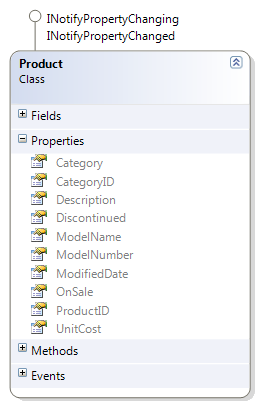 INotifyPropertyChanging
INotifyPropertyChanged
Product
Class
Fields
Properties
Category
CategoryID
Description
Discontinued
ModelName
ModelNumber
ModifiedDate
OnSale
ProductID
UnitCost
Methods
Events